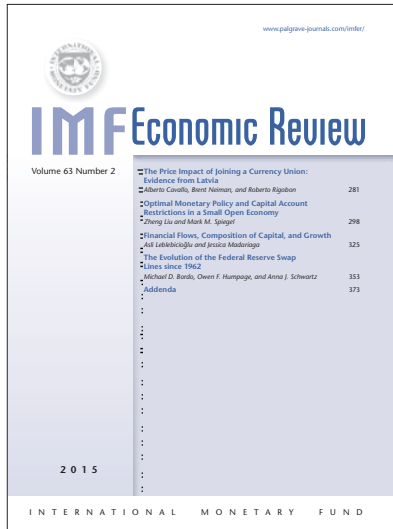 www.palgrave-journals.com/imfer/
IMF Economic Review
Volume 63 Number 2
The Price Impact of Joining a Currency Union:
Evidence from Latvia
Alberto Cavallo, Brent Neiman, and Roberto Rigobon 281
Optimal Monetary Policy and Capital Account
Restrictions in a Small Open Economy
Zheng Liu and Mark M. Spiegel 298
Financial Flows, Composition of Capital, and Growth
Asli Leblebicioğlu and Jessica Madariaga 325
The Evolution of the Federal Reserve Swap
Lines since 1962
Michael D. Bordo, Owen F. Humpage, and Anna J. Schwartz 353
Addenda 373
2015
INTERNATIONAL MONETARY FUND